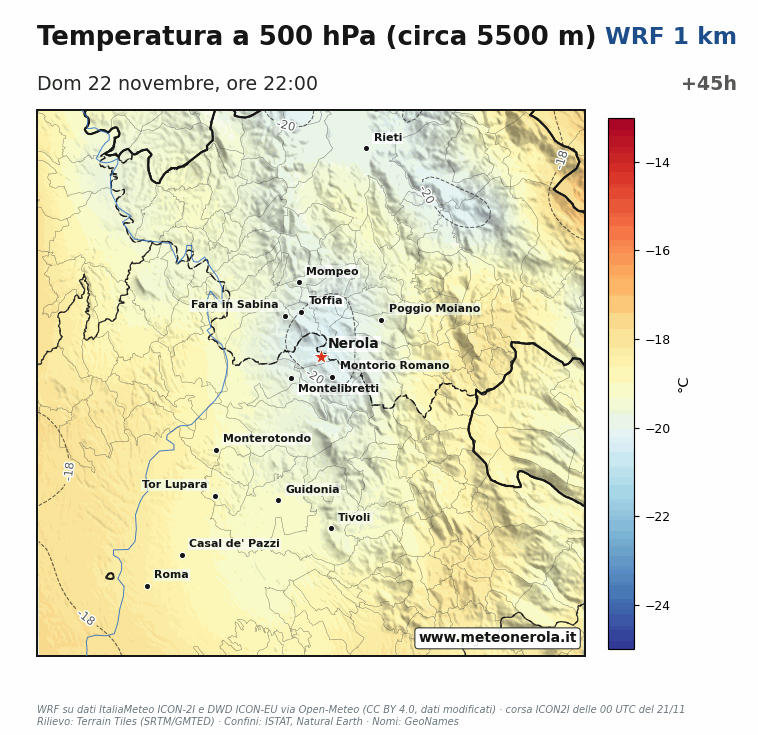 Temperatura a 500 hPa (circa 5500 m) WRF 1 km
Dom 22 novembre, ore 22:00 +45h
-20
Rieti
-18
-20
Mompeo
Fara in Sabina
Toffia
Poggio Moiano
Nerola
Montorio Romano
-20
Montelibretti
Monterotondo
-18
Tor Lupara
Guidonia
Tivoli
Casal de' Pazzi
Roma
-18
www.meteonerola.it
−14
−16
−18
−20
−22
−24
°C
WRF su dati ItaliaMeteo ICON-2I e DWD ICON-EU via Open-Meteo (CC BY 4.0, dati modificati) · corsa ICON2I delle 00 UTC del 21/11
Rilievo: Terrain Tiles (SRTM/GMTED) · Confini: ISTAT, Natural Earth · Nomi: GeoNames